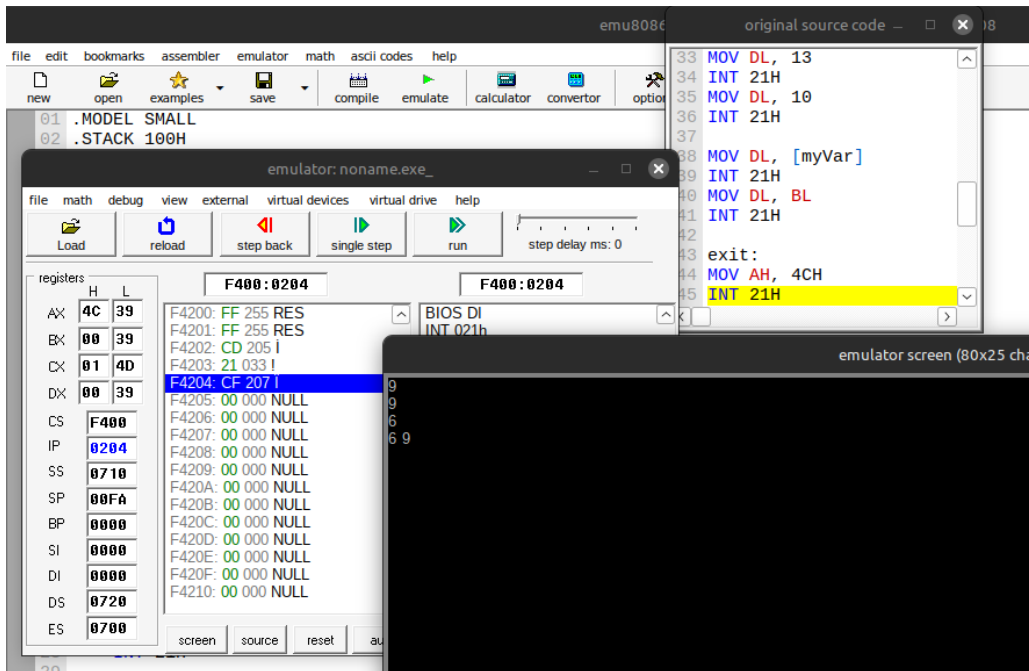 emu8086
file edit bookmarks assembler emulator math ascii codes help
new open examples save compile emulate calculator convertor
01 .MODEL SMALL
02 .STACK 100H
original source code
33 MOV DL, 13
34 INT 21H
35 MOV DL, 10
36 INT 21H
37
38 MOV DL, [myVar]
39 INT 21H
40 MOV DL, BL
41 INT 21H
42
43 exit:
44 MOV AH, 4CH
45 INT 21H
emulator: noname.exe_
file math debug view external virtual devices virtual drive help
Load reload step back single step run step delay ms: 0
registers
H L
AX 4C 39
BX 00 39
CX 01 4D
DX 00 39
CS F400
IP 0204
SS 0710
SP 00FA
BP 0000
SI 0000
DI 0000
DS 0720
ES 0700
F400:0204 F400:0204
F4200: FF 255 RES
F4201: FF 255 RES
F4202: CD 205 Í
F4203: 21 033 !
F4204: CF 207 Ï
F4205: 00 000 NULL
F4206: 00 000 NULL
F4207: 00 000 NULL
F4208: 00 000 NULL
F4209: 00 000 NULL
F420A: 00 000 NULL
F420B: 00 000 NULL
F420C: 00 000 NULL
F420D: 00 000 NULL
F420E: 00 000 NULL
F420F: 00 000 NULL
F4210: 00 000 NULL
BIOS DI
INT 021h
screen source reset
emulator screen (80x25
9
9
6
6 9